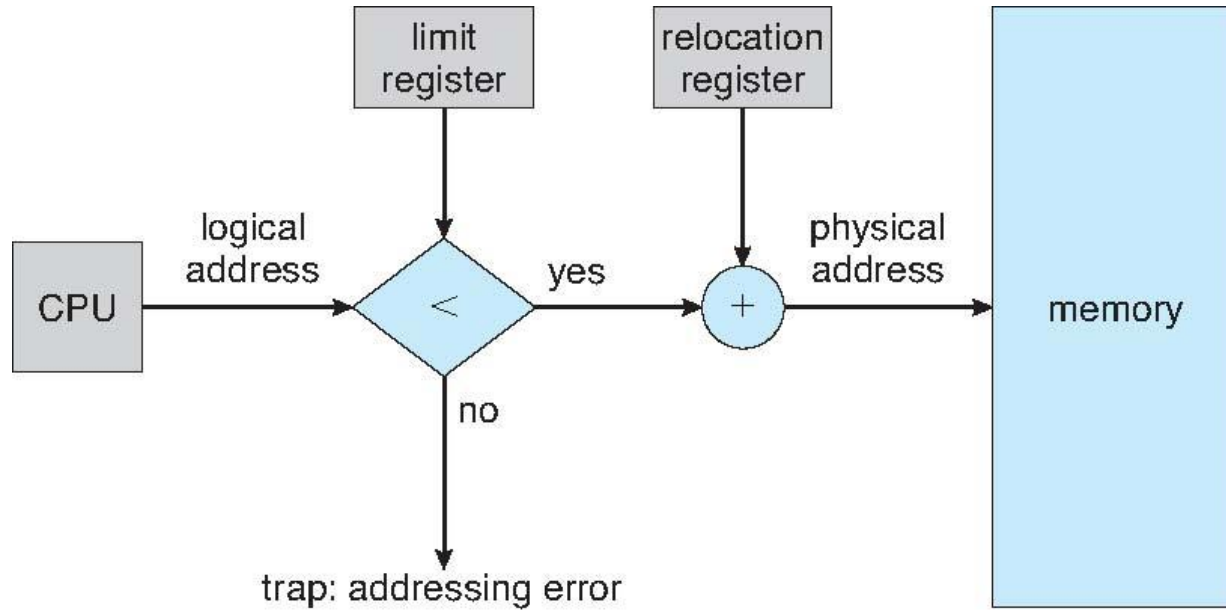 limit
register
relocation
register
logical
address
physical
address
CPU
<
yes
+
memory
no
trap: addressing error